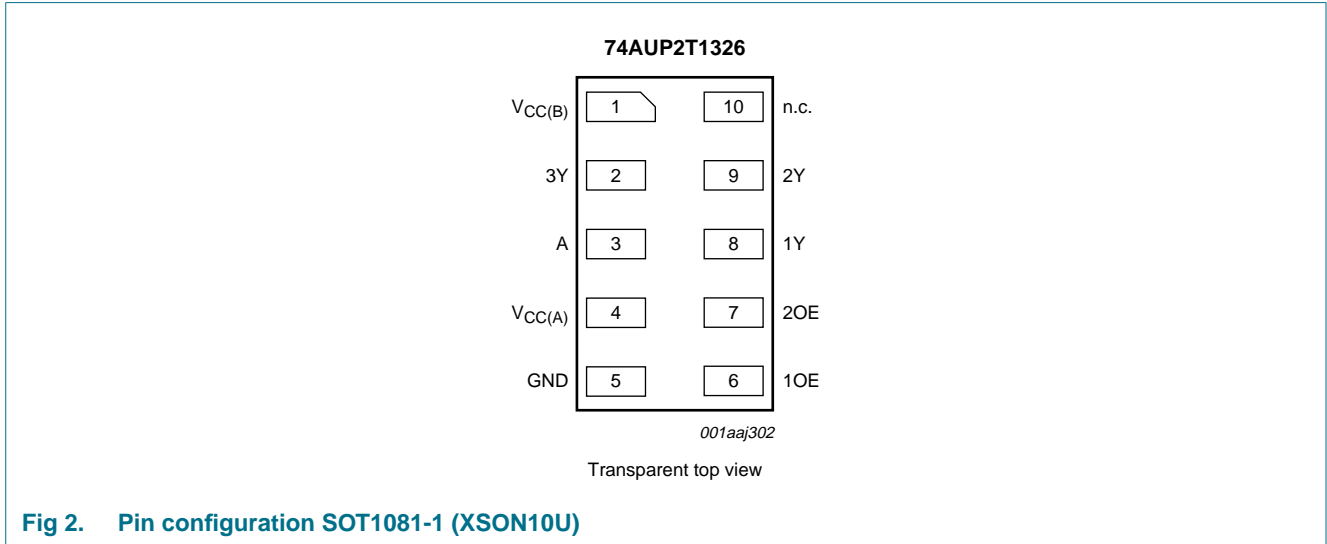 74AUP2T1326
VCC(B) 1 10 n.c.
3Y 2 9 2Y
A 3 8 1Y
VCC(A) 4 7 2OE
GND 5 6 1OE
001aaj302
Transparent top view
Fig 2. Pin configuration SOT1081-1 (XSON10U)